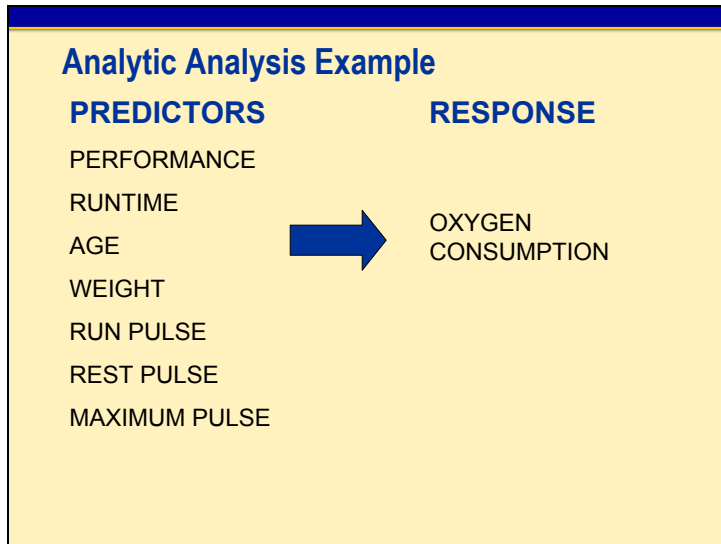 Analytic Analysis Example
PREDICTORS
PERFORMANCE
RUNTIME
AGE
WEIGHT
RUN PULSE
REST PULSE
MAXIMUM PULSE
RESPONSE
OXYGEN
CONSUMPTION